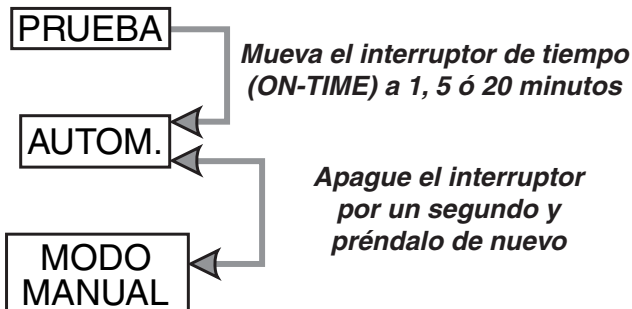 PRUEBA
Mueva el interruptor de tiempo
(ON-TIME) a 1, 5 ó 20 minutos
AUTOM.
Apague el interruptor
por un segundo y
préndalo de nuevo
MODO
MANUAL